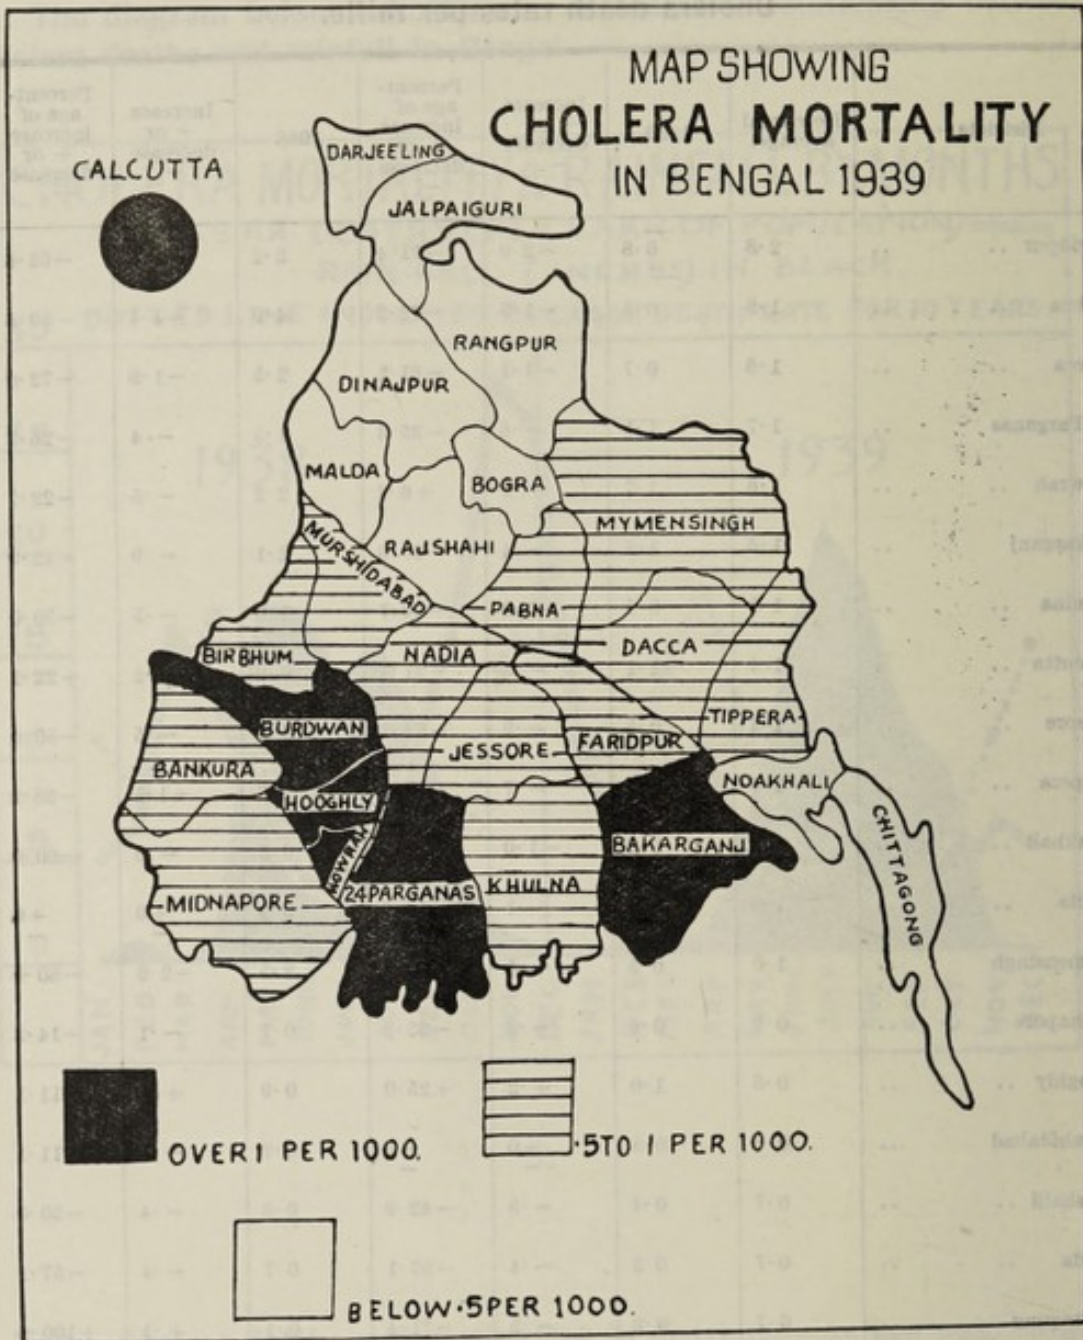 MAP SHOWING
CHOLERA MORTALITY
IN BENGAL 1939
CALCUTTA
DARJEELING
JALPAIGURI
RANGPUR
DINAJPUR
MALDA
BOGRA
MYMENSINGH
MURSHIDABAD
RAJSHAHI
PABNA
BIRBHUM
NADIA
DACCA
BURDWAN
TIPPERA
JESSORE
FARIDPUR
BANKURA
NOAKHALI
HOOGHLY
HOWRAH
BAKARGANJ
CHITTAGONG
24 PARGANAS
KHULNA
MIDNAPORE
OVER 1 PER 1000.
·5 TO 1 PER 1000.
BELOW ·5 PER 1000.